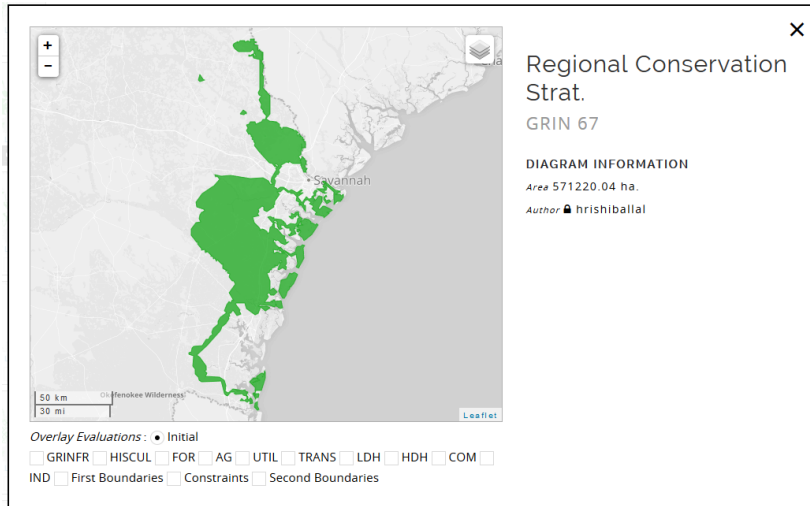 ×
+
−
Regional Conservation
Strat.
GRIN 67
DIAGRAM INFORMATION
Area 571220.04 ha.
Author hrishiballal
Savannah
50 km
30 mi
Okefenokee Wilderness
Leaflet
Overlay Evaluations : Initial
GRINFR HISCUL FOR AG UTIL TRANS LDH HDH COM
IND First Boundaries Constraints Second Boundaries